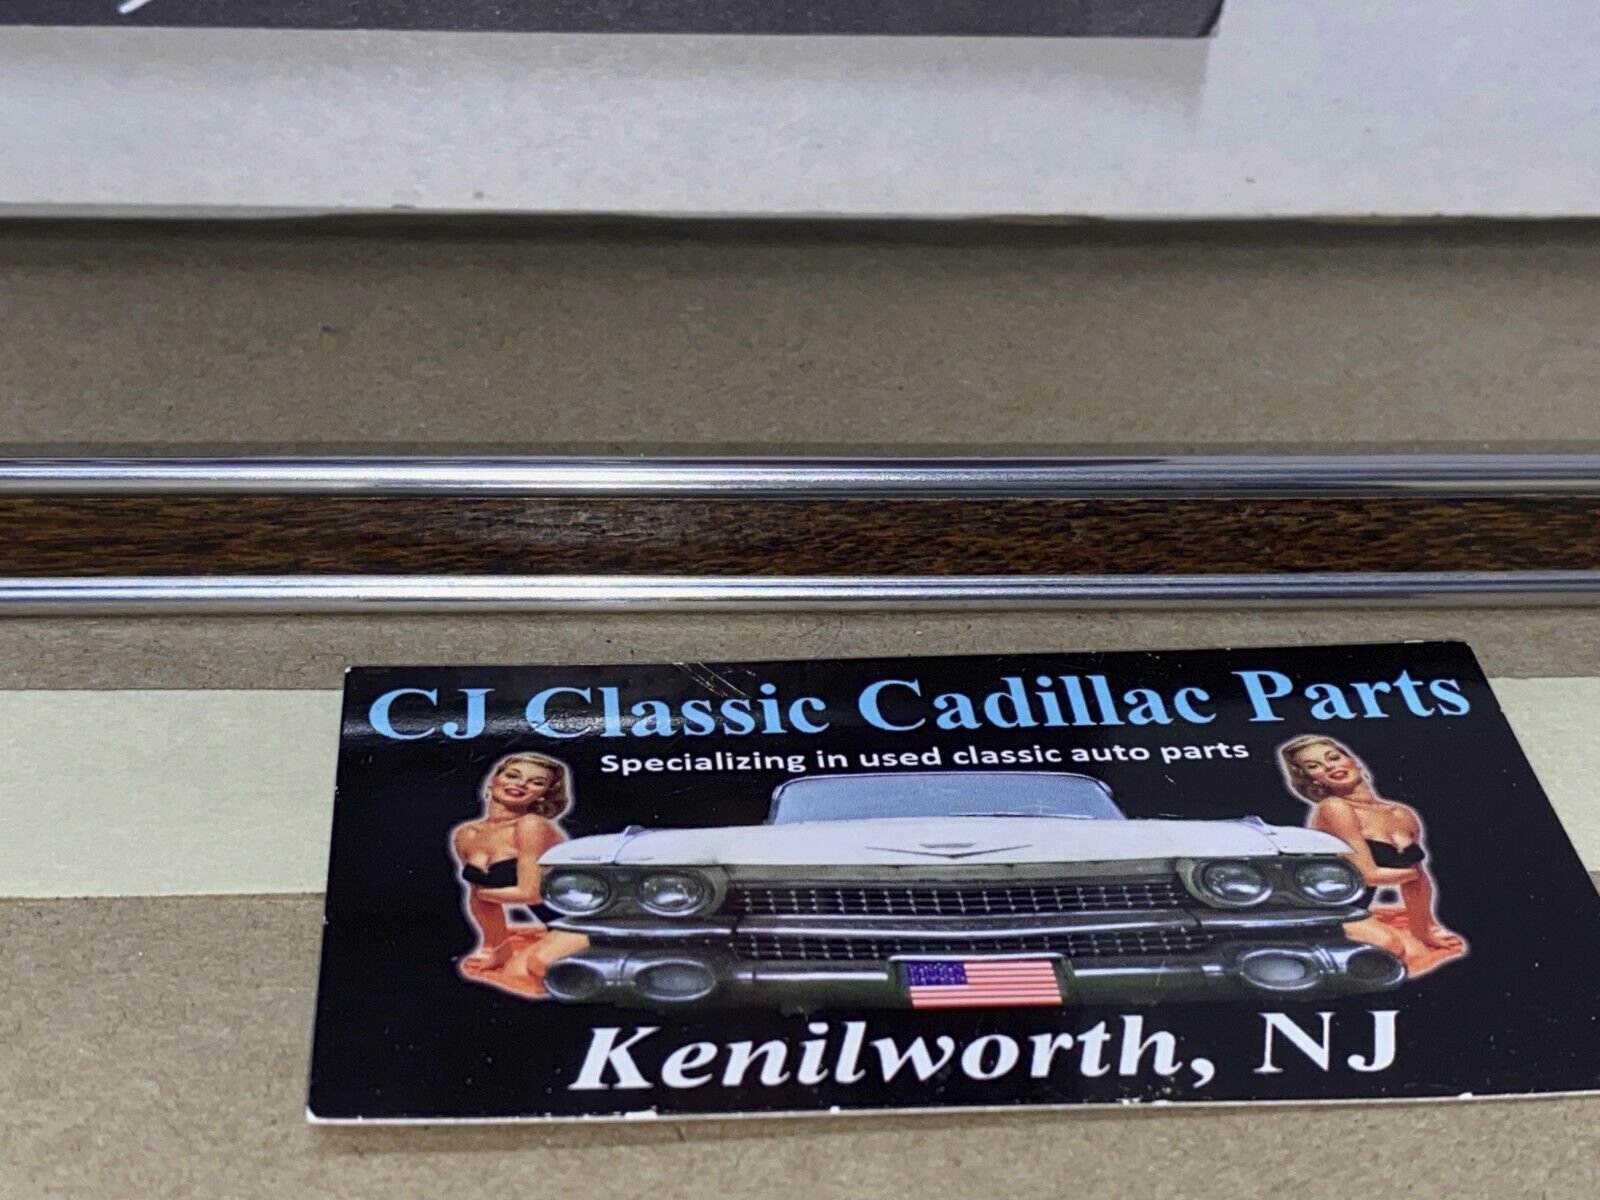 CJ Classic Cadillac Parts
Specializing in used classic auto parts
Kenilworth, NJ